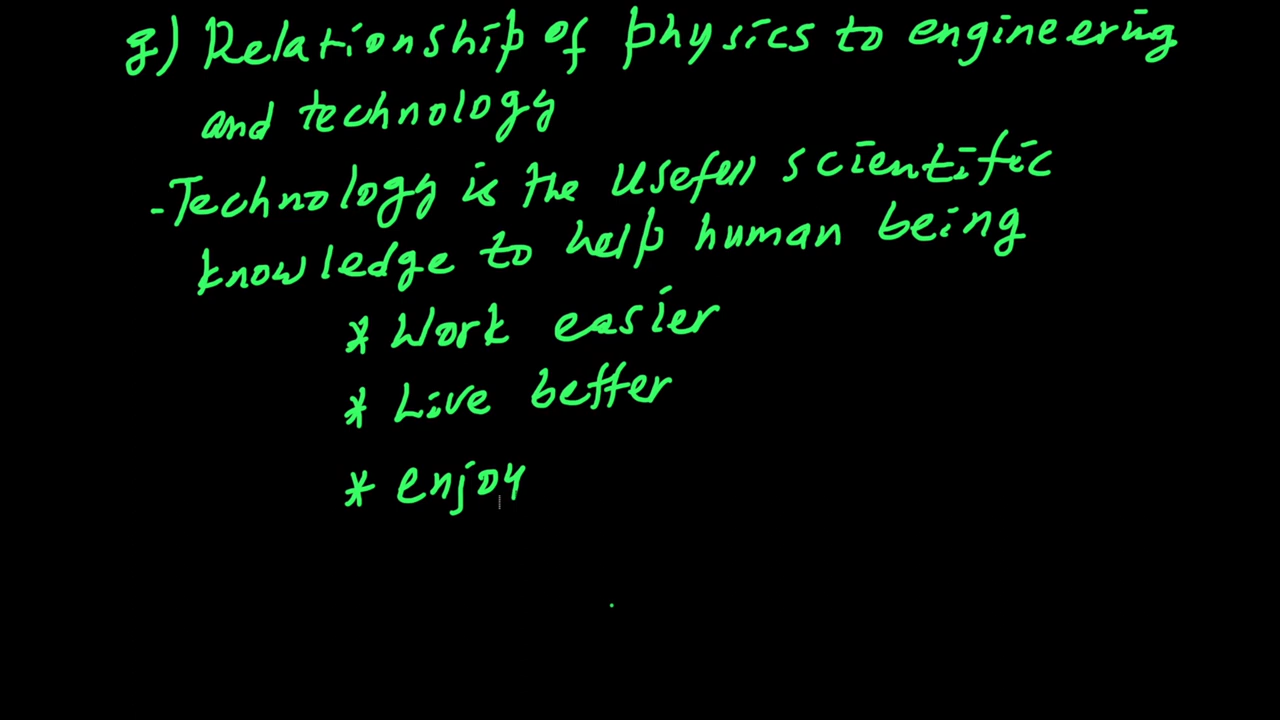 g) Relationship of physics to engineering
and technology
- Technology is the usefull scientific
knowledge to help human being
* Work easier
* Live better
* enjoy